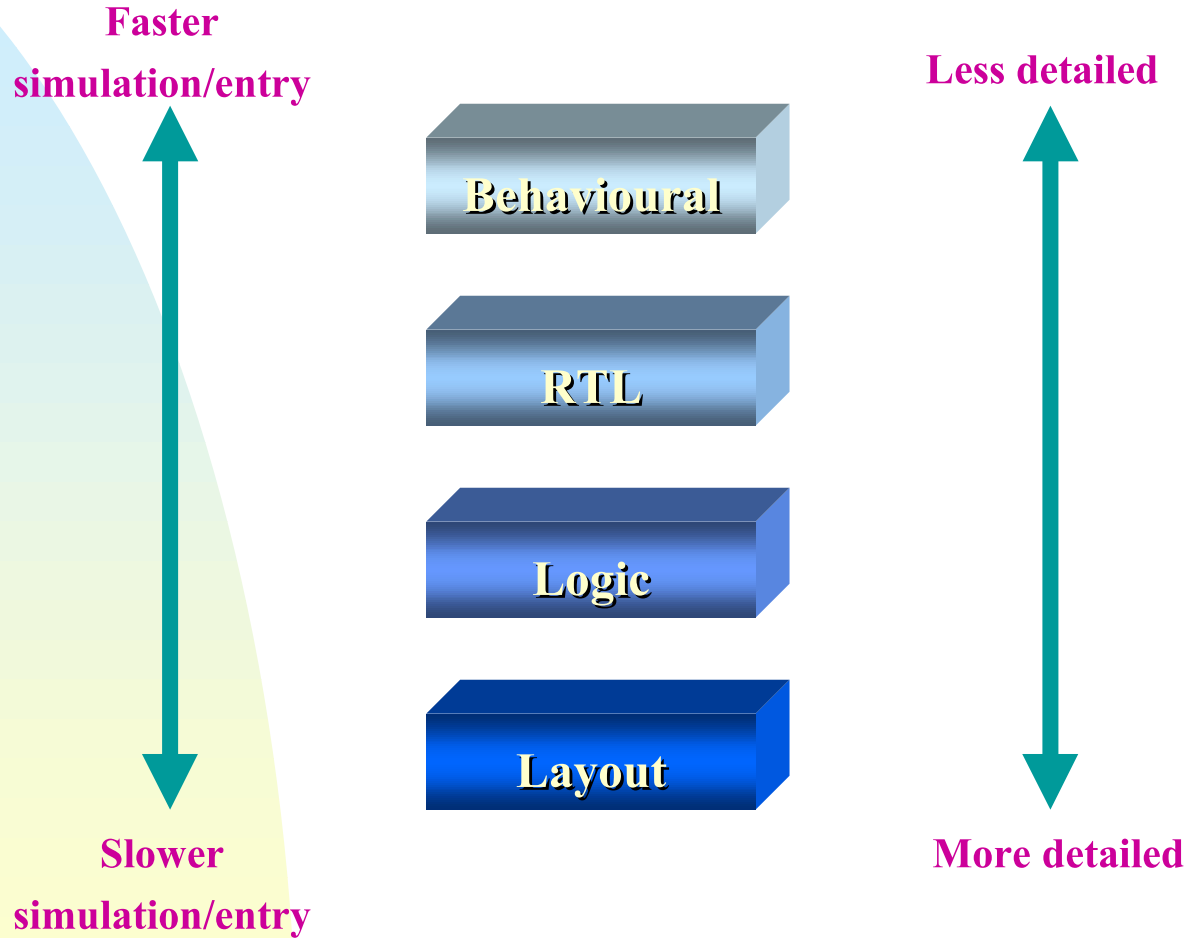 Faster
simulation/entry
Less detailed
Behavioural
RTL
Logic
Layout
Slower
simulation/entry
More detailed